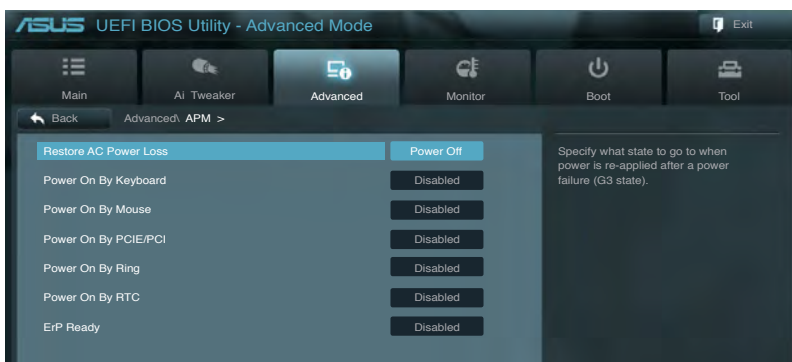 ASUS UEFI BIOS Utility - Advanced Mode
Exit
Main
Ai Tweaker
Advanced
Monitor
Boot
Tool
Back
Advanced\ APM >
Restore AC Power Loss Power Off
Power On By Keyboard Disabled
Power On By Mouse Disabled
Power On By PCIE/PCI Disabled
Power On By Ring Disabled
Power On By RTC Disabled
ErP Ready Disabled
Specify what state to go to when
power is re-applied after a power
failure (G3 state).